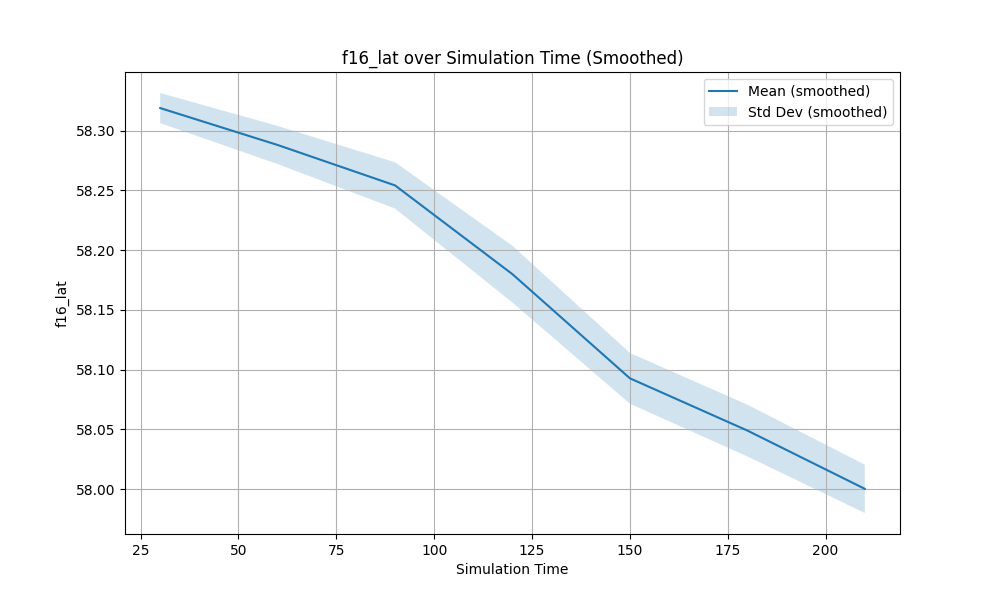 f16_lat over Simulation Time (Smoothed)
Mean (smoothed)
Std Dev (smoothed)
f16_lat
58.30
58.25
58.20
58.15
58.10
58.05
58.00
25 50 75 100 125 150 175 200
Simulation Time